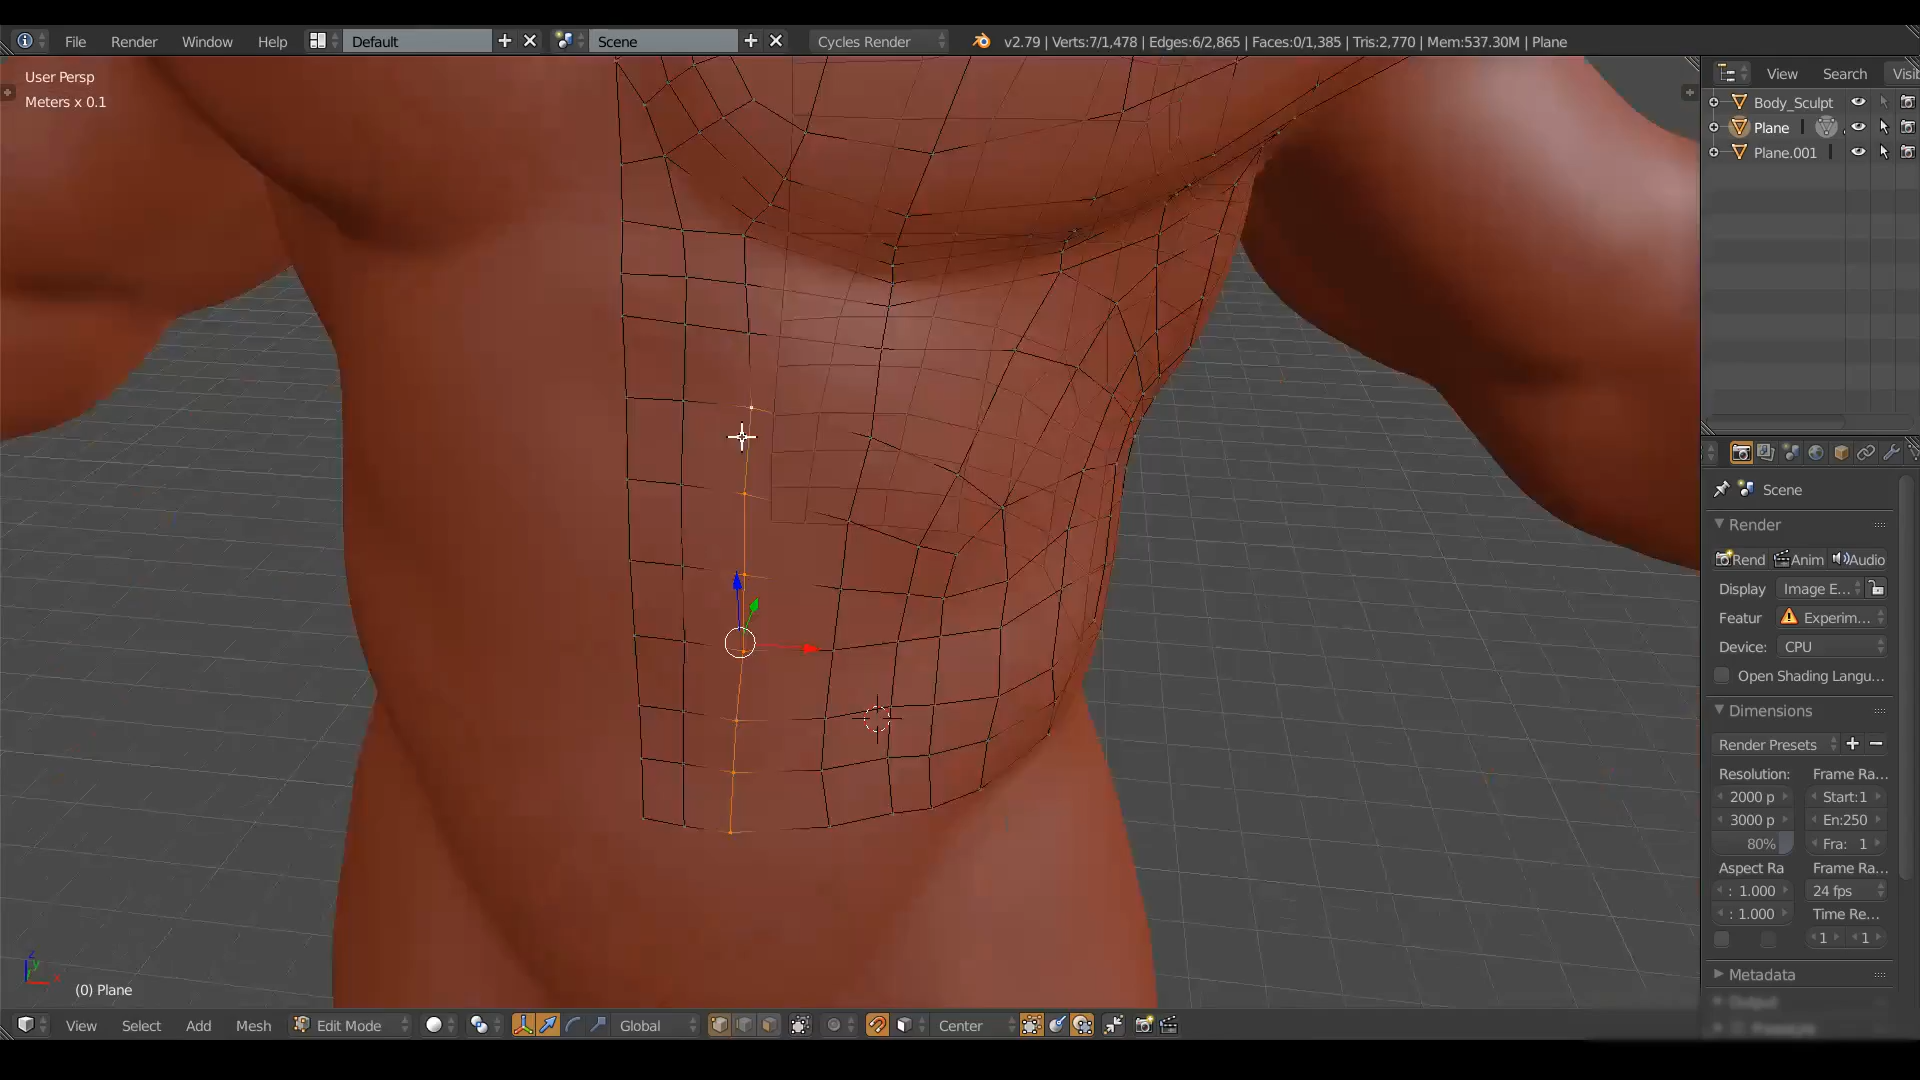 File Render Window Help Default Scene Cycles Render v2.79 | Verts:7/1,478 | Edges:6/2,865 | Faces:0/1,385 | Tris:2,770 | Mem:537.30M | Plane
User Persp
Meters x 0.1
View Search Visi
Body_Sculpt
Plane
Plane.001
Scene
Render
Rend Anim Audio
Display Image E...
Featur Experim...
Device: CPU
Open Shading Langu...
Dimensions
Render Presets
Resolution: Frame Ra...
2000 p Start:1
3000 p En:250
80% Fra: 1
Aspect Ra Frame Ra...
: 1.000 24 fps
: 1.000 Time Re...
1 1
Metadata
z
y
x
(0) Plane
View Select Add Mesh Edit Mode Global Center